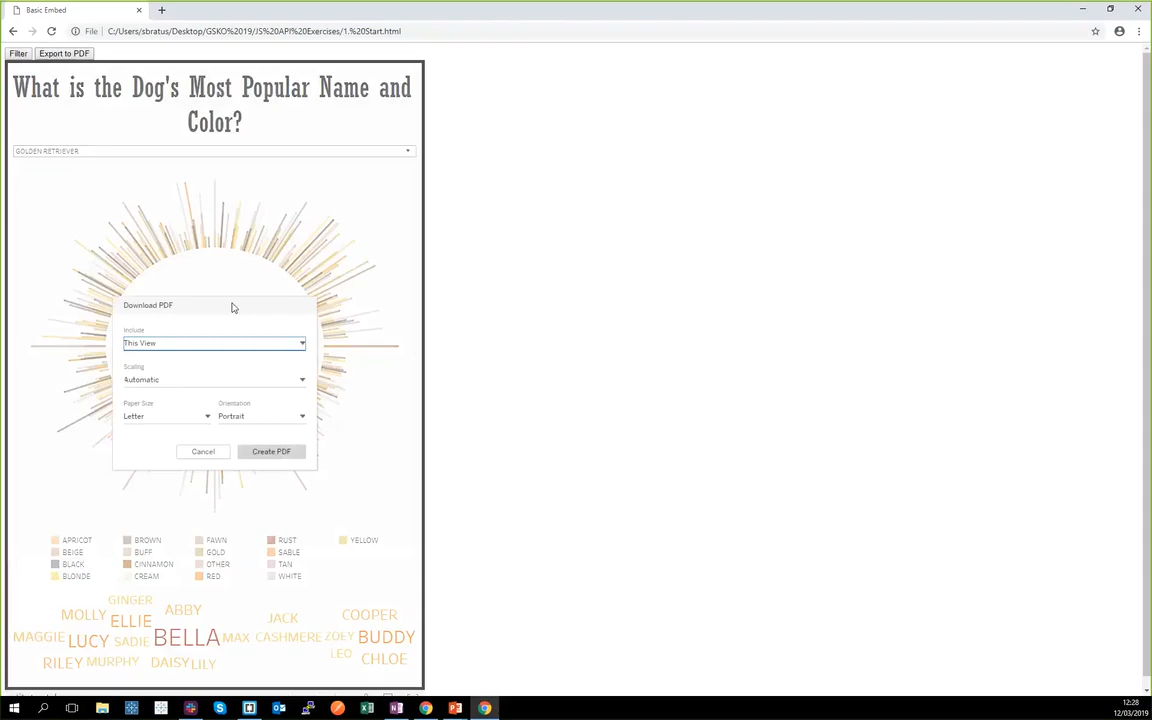 Basic Embed
File
C:/Users/sbratus/Desktop/GSKO%2019/JS%20API%20Exercises/1.%20Start.html
Filter
Export to PDF
What is the Dog's Most Popular Name and
Color?
GOLDEN RETRIEVER
Download PDF
Include
This View
Scaling
Automatic
Paper Size
Orientation
Letter
Portrait
Cancel
Create PDF
APRICOT
BROWN
FAWN
RUST
YELLOW
BEIGE
BUFF
GOLD
SABLE
BLACK
CINNAMON
OTHER
TAN
BLONDE
CREAM
RED
WHITE
GINGER
MOLLY
ELLIE
ABBY
JACK
COOPER
MAGGIE
LUCY
SADIE
BELLA
MAX
CASHMERE
ZOEY
BUDDY
LEO
RILEY
MURPHY
DAISY
LILY
CHLOE
12:28
12/03/2019